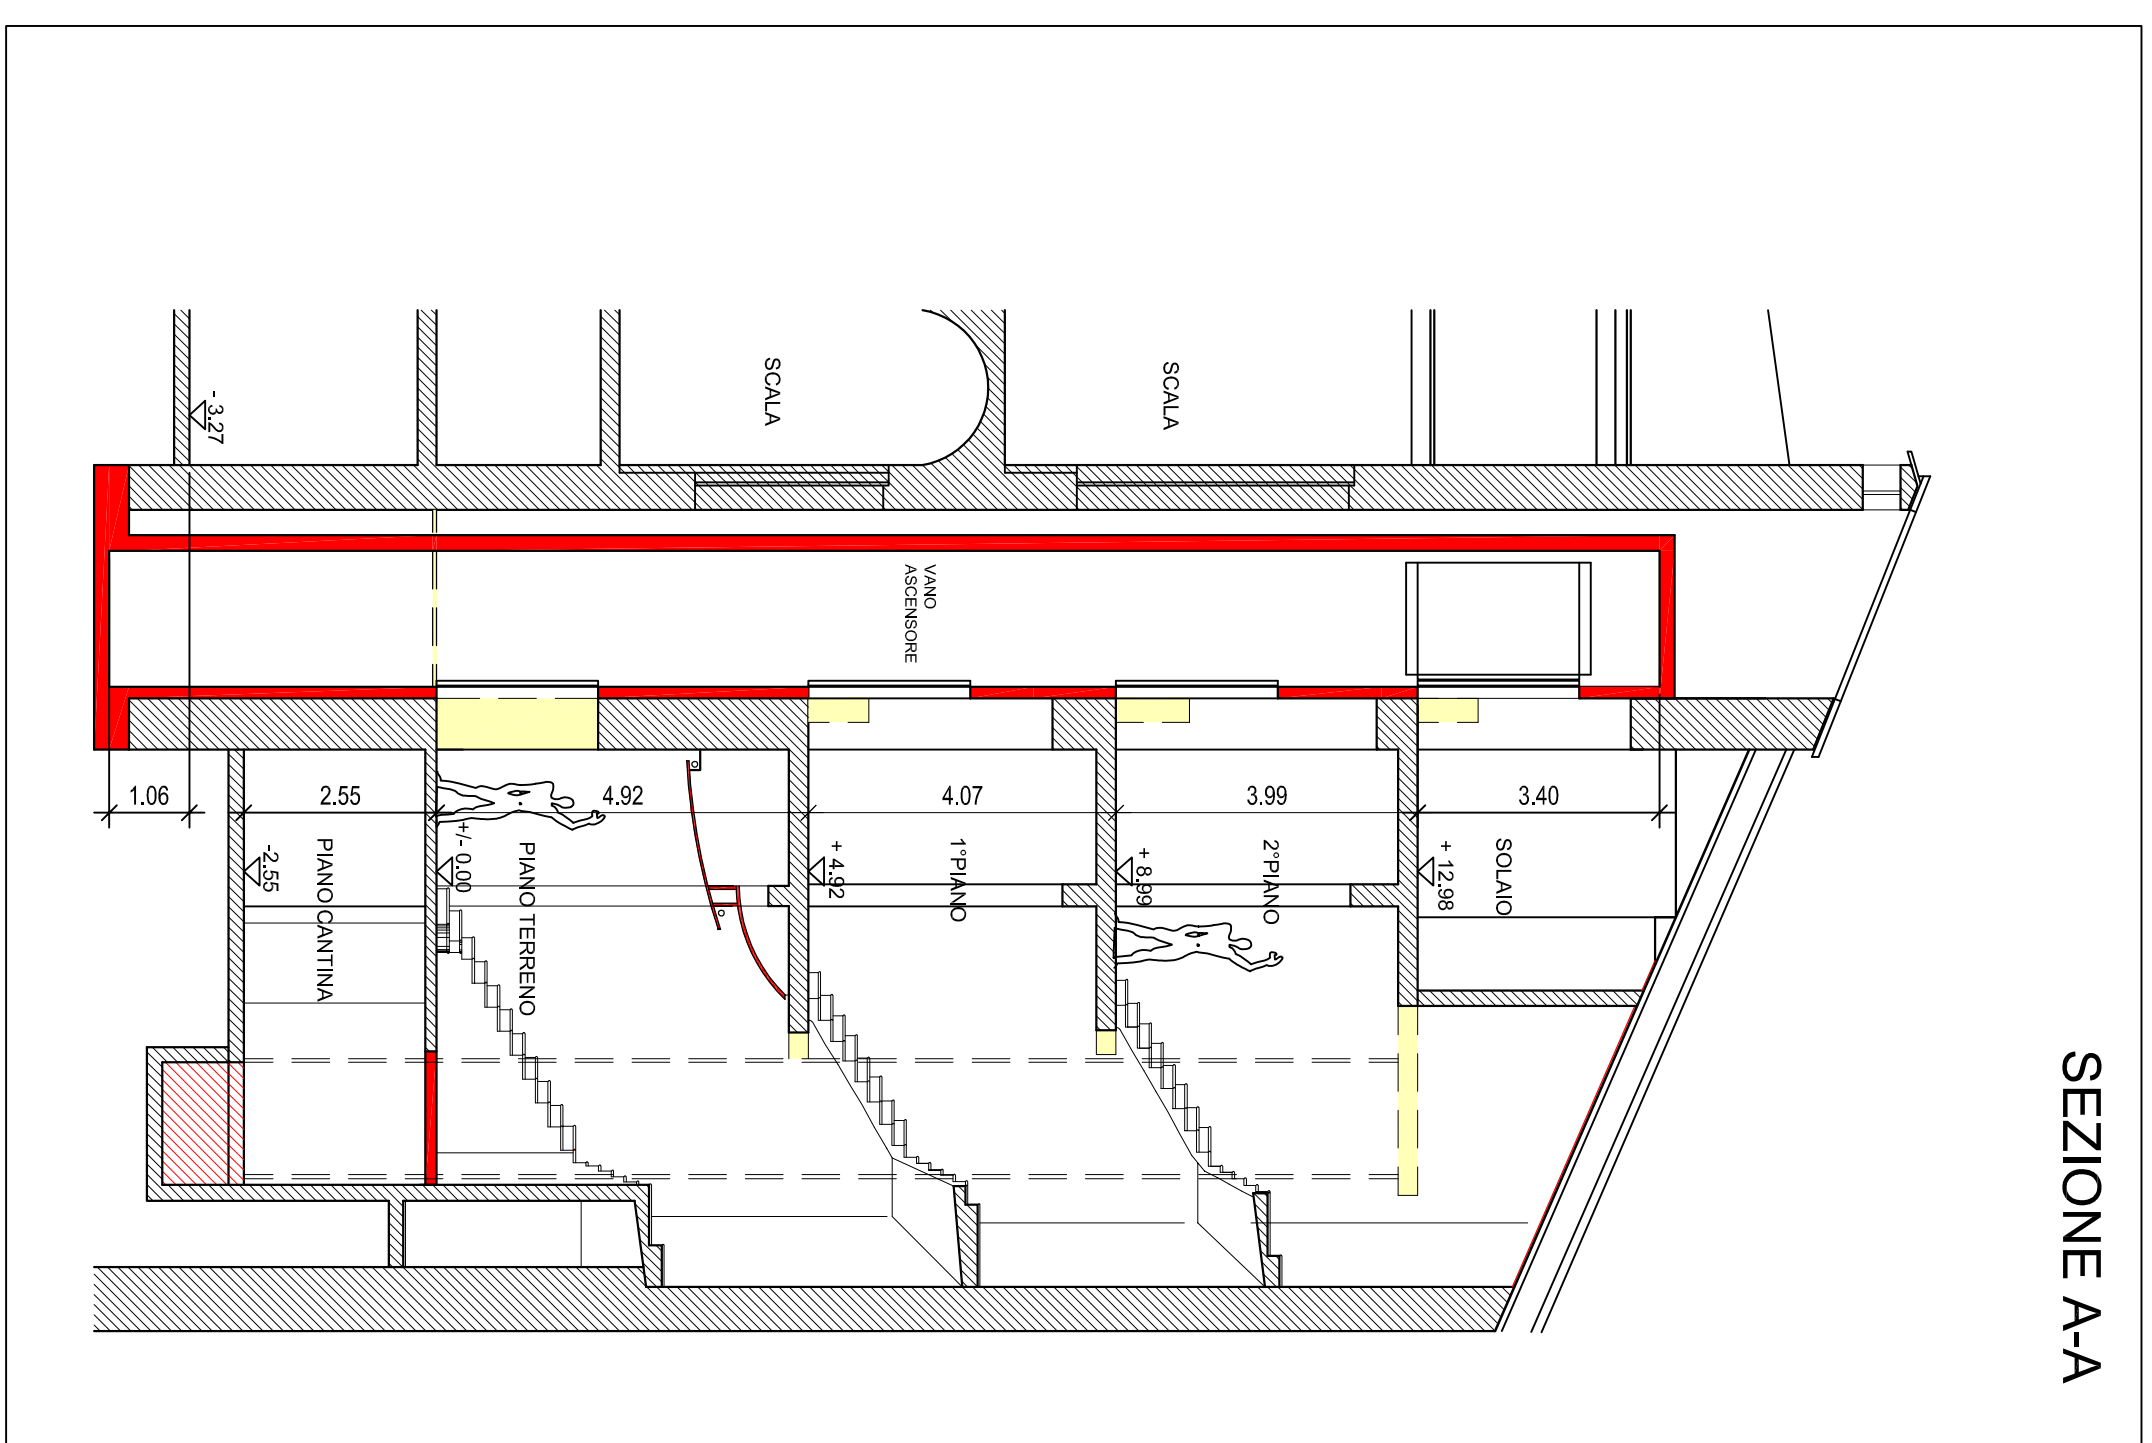 SEZIONE A-A
SCALA
SCALA
- 3.27
VANO
ASCENSORE
1.06
2.55
4.92
4.07
3.99
3.40
-2.55
PIANO CANTINA
+/- 0.00
PIANO TERRENO
+ 4.92
1°PIANO
+ 8.99
2°PIANO
+ 12.98
SOLAIO